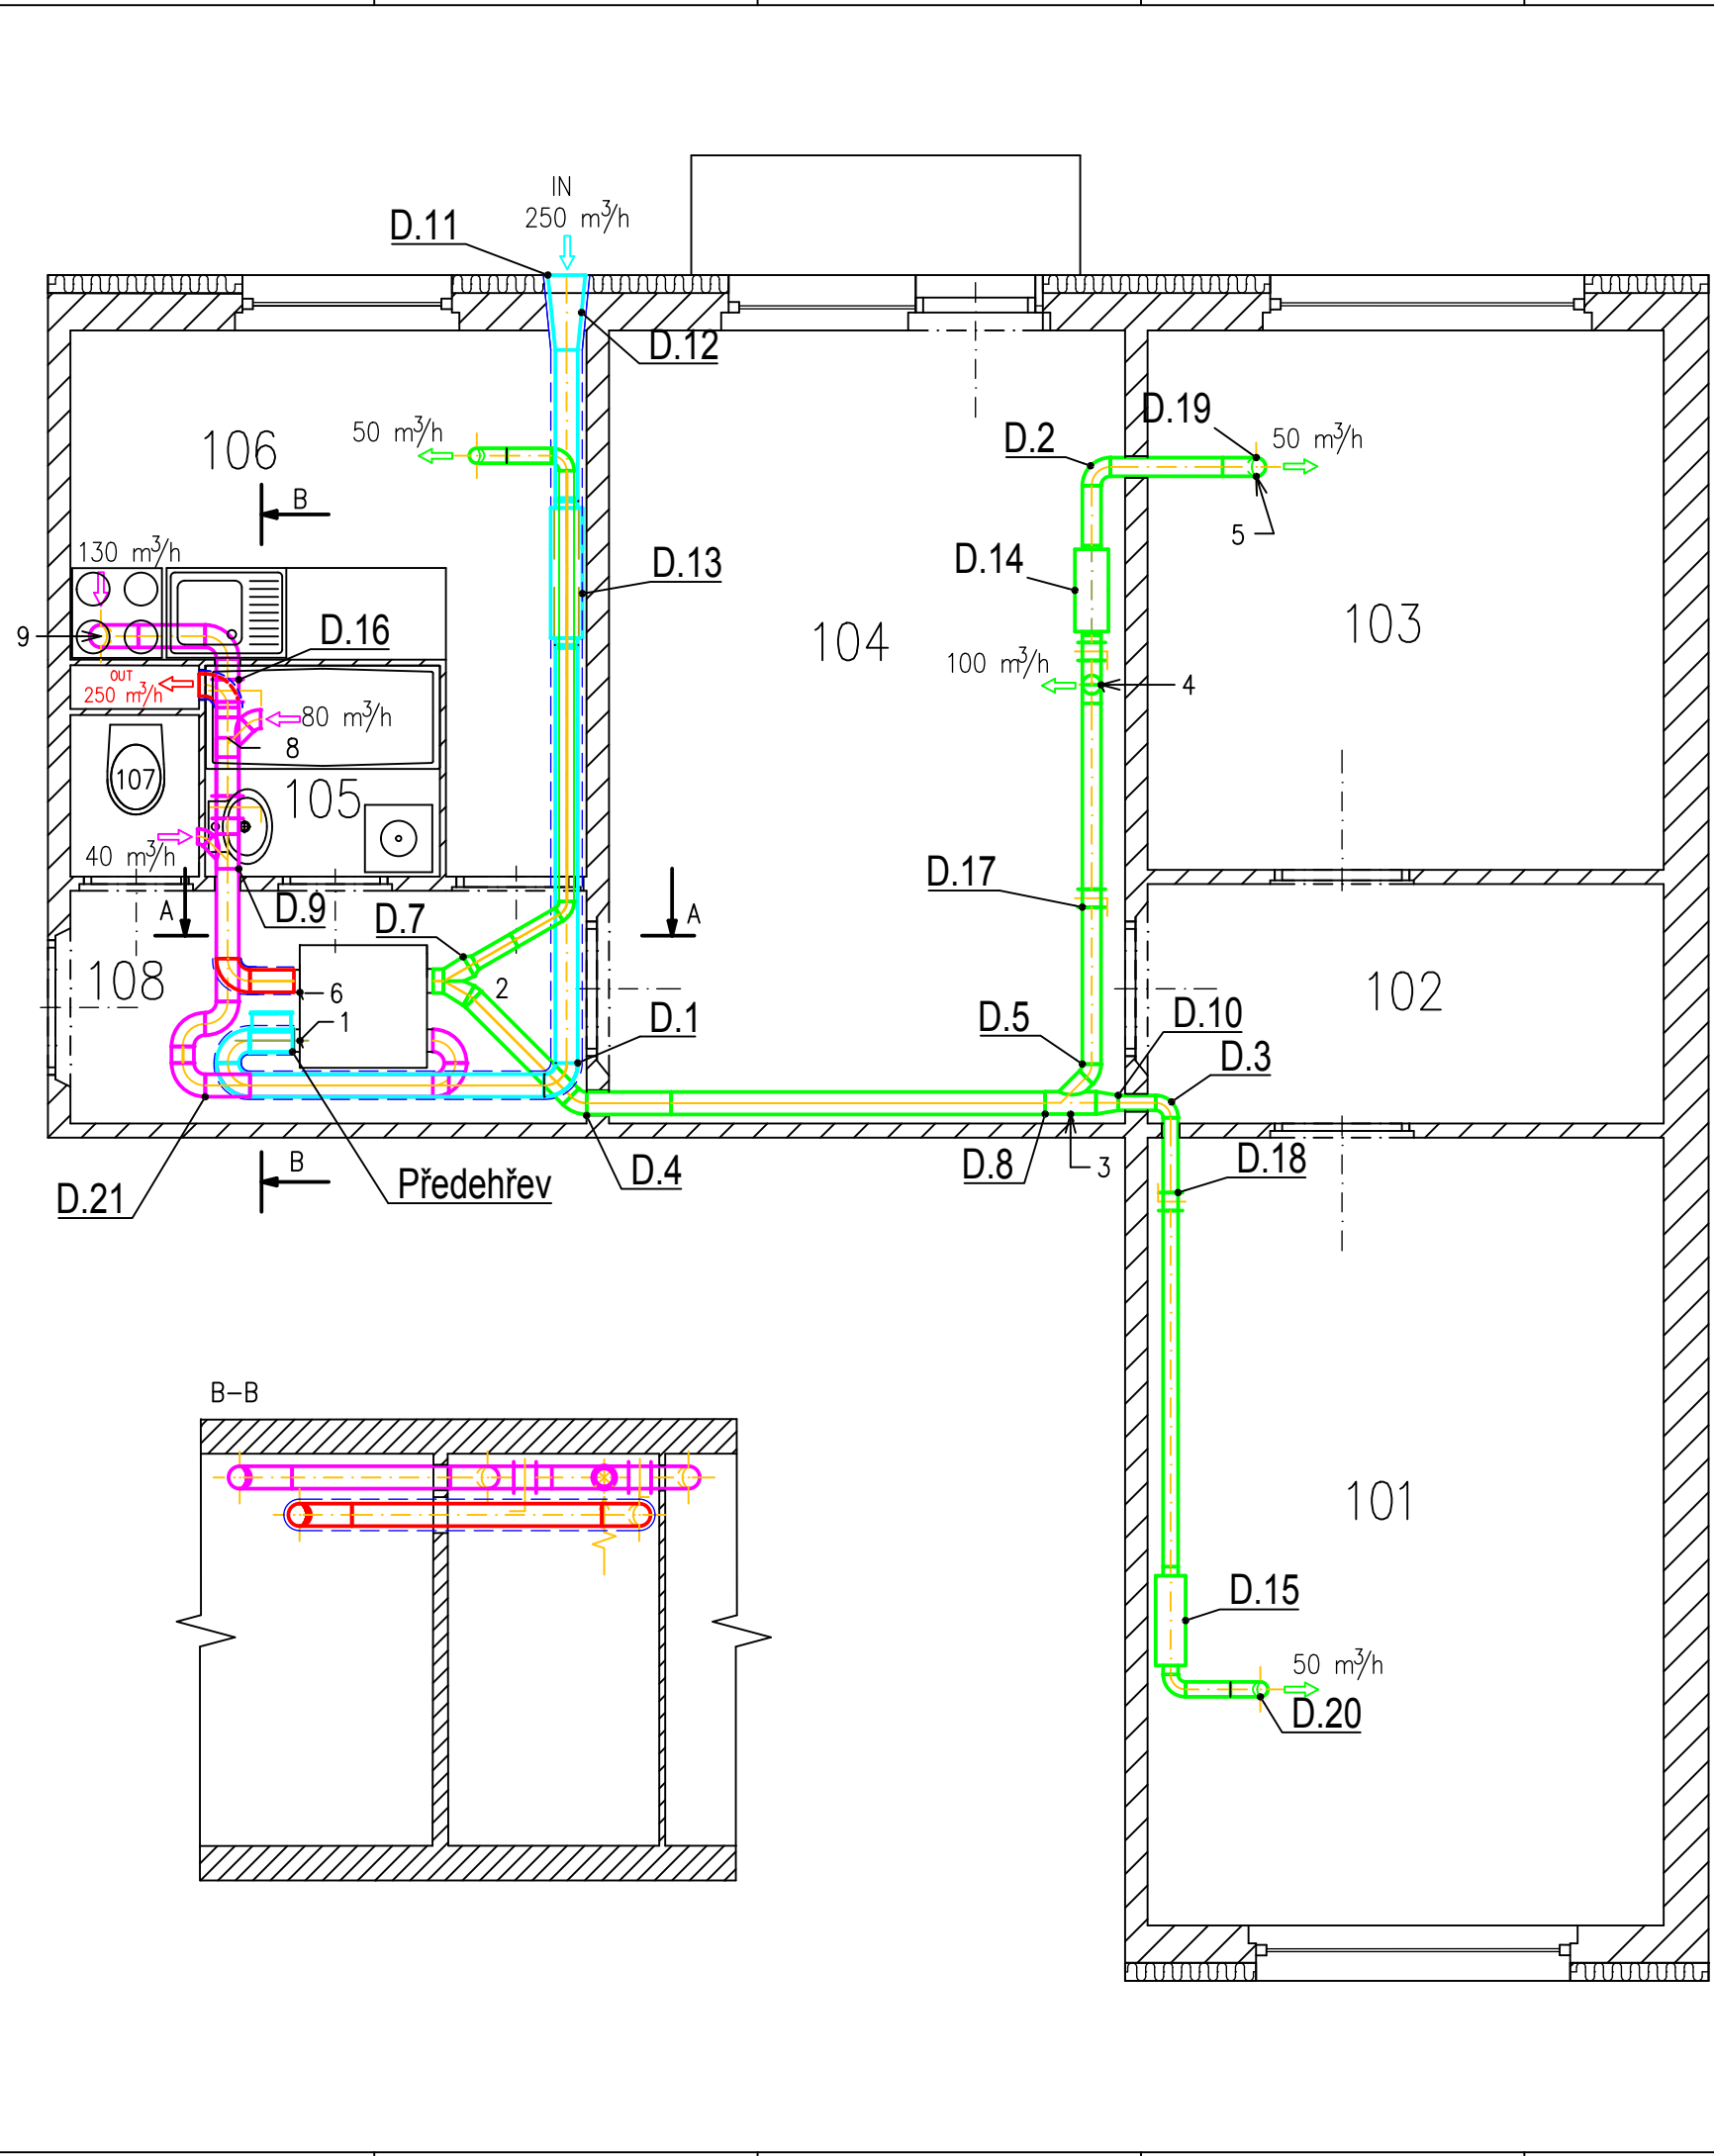 IN
250 m³/h
D.11
D.12
D.19
50 m³/h
50 m³/h
D.2
106
B
5
130 m³/h
D.13
D.14
103
104
9
D.16
100 m³/h
4
OUT
250 m³/h
80 m³/h
8
107
105
40 m³/h
D.17
A
D.9
D.7
A
108
2
102
6
1
D.1
D.5
D.10
D.3
B
Předehřev
D.4
D.8
3
D.18
D.21
B-B
101
D.15
50 m³/h
D.20